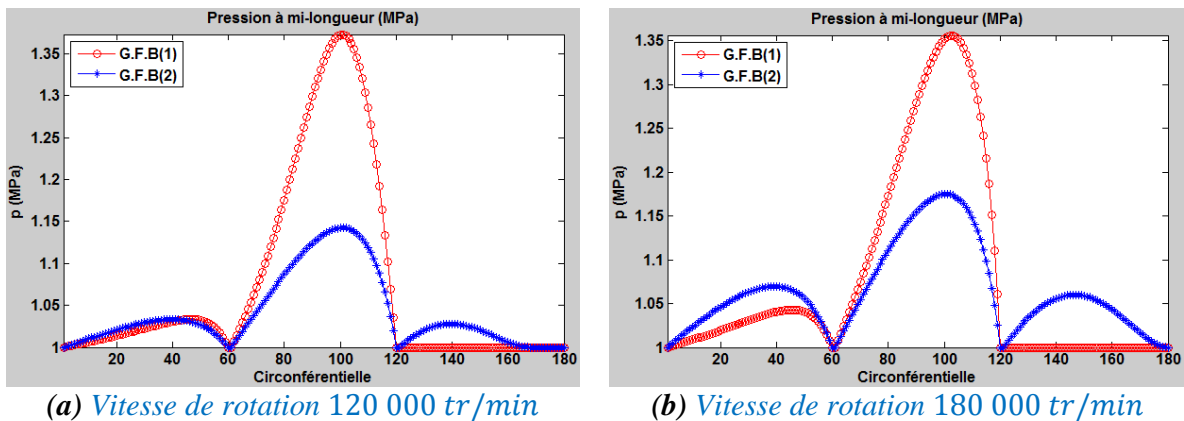 Pression à mi-longueur (MPa)
G.F.B(1)
G.F.B(2)
p (MPa)
1.35
1.3
1.25
1.2
1.15
1.1
1.05
1
20 40 60 80 100 120 140 160 180
Circonférentielle
(a) Vitesse de rotation 120 000 tr/min
Pression à mi-longueur (MPa)
G.F.B(1)
G.F.B(2)
p (MPa)
1.35
1.3
1.25
1.2
1.15
1.1
1.05
1
20 40 60 80 100 120 140 160 180
Circonférentielle
(b) Vitesse de rotation 180 000 tr/min